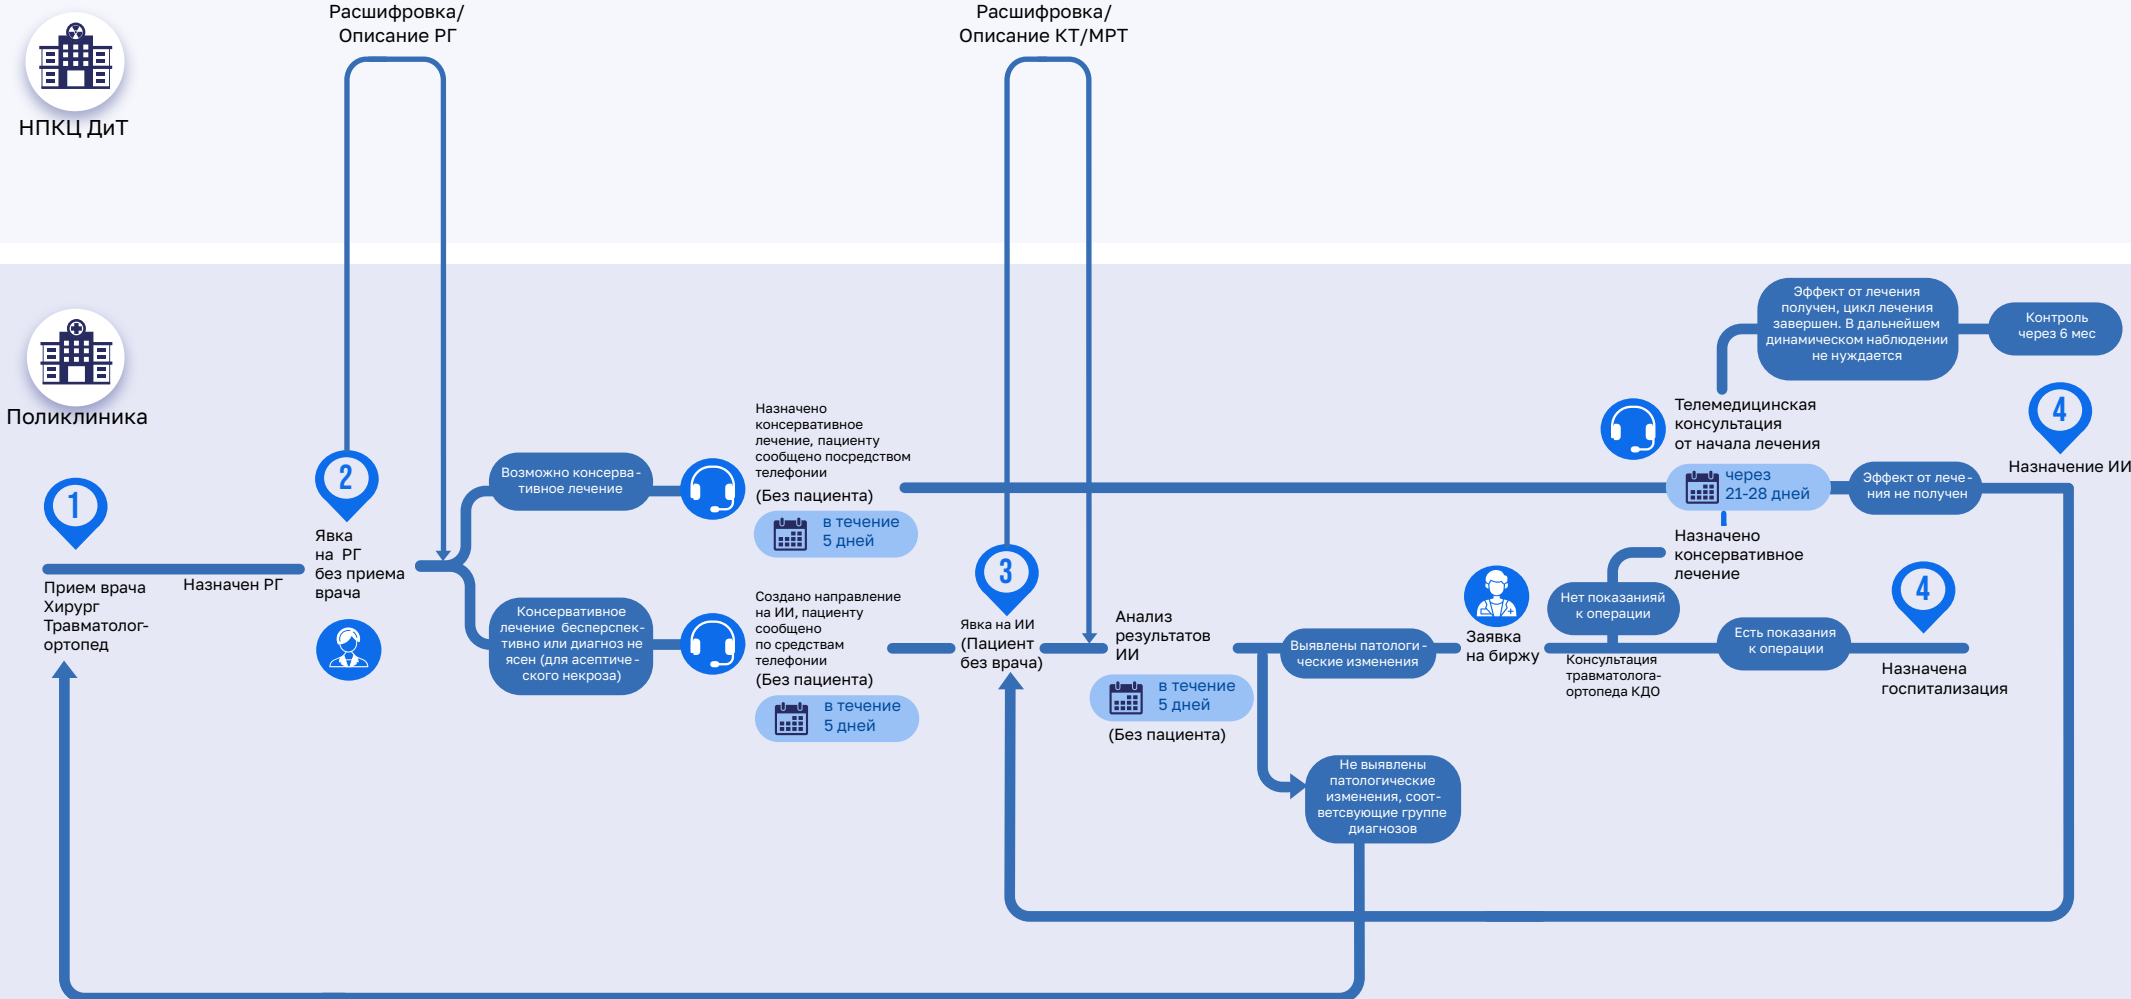 Расшифровка/
Описание РГ
Расшифровка/
Описание КТ/МРТ
НПКЦ ДиТ
Поликлиника
1
Прием врача
Хирург
Травматолог-
ортопед
Назначен РГ
2
Явка
на РГ
без приема
врача
Возможно консерва-
тивное лечение
Консервативное
лечение бесперспек-
тивно или диагноз не
ясен (для асептиче-
ского некроза)
Назначено
консервативное
лечение, пациенту
сообщено посредством
телефонии
(Без пациента)
в течение
5 дней
Создано направление
на ИИ, пациенту
сообщено
по средствам
телефонии
(Без пациента)
в течение
5 дней
3
Явка на ИИ
(Пациент
без врача)
Анализ
результатов
ИИ
в течение
5 дней
(Без пациента)
Выявлены патологи-
ческие изменения
Не выявлены
патологические
изменения, соот-
ветсвующие группе
диагнозов
Заявка
на биржу
Нет показанияй
к операции
Консультация
травматолога-
ортопеда КДО
Назначено
консервативное
лечение
Есть показания
к операции
4
Назначена
госпитализация
Телемедицинская
консультация
от начала лечения
через
21-28 дней
Эффект от лечения
получен, цикл лечения
завершен. В дальнейшем
динамическом наблюдении
не нуждается
Контроль
через 6 мес
Эффект от лече-
ния не получен
4
Назначение ИИ